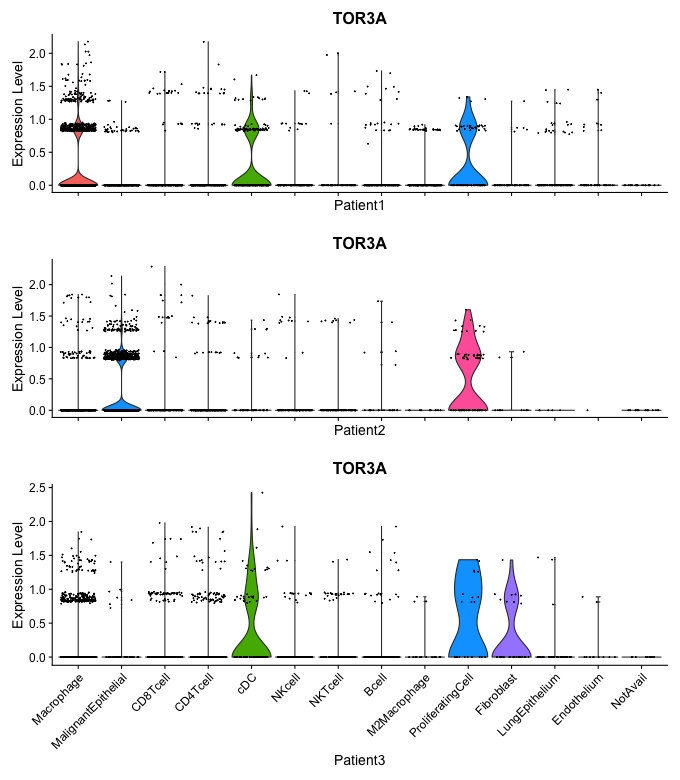 TOR3A
Expression Level
2.0
1.5
1.0
0.5
0.0
Patient1
TOR3A
Expression Level
2.0
1.5
1.0
0.5
0.0
Patient2
TOR3A
Expression Level
2.5
2.0
1.5
1.0
0.5
0.0
Macrophage
MalignantEpithelial
CD8Tcell
CD4Tcell
cDC
NKcell
NKTcell
Bcell
M2Macrophage
ProliferatingCell
Fibroblast
LungEpithelium
Endothelium
NotAvail
Patient3